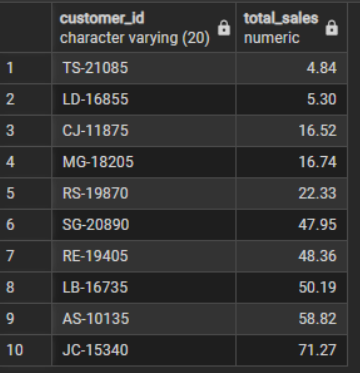 customer_id total_sales
character varying (20) numeric
1 TS-21085 4.84
2 LD-16855 5.30
3 CJ-11875 16.52
4 MG-18205 16.74
5 RS-19870 22.33
6 SG-20890 47.95
7 RE-19405 48.36
8 LB-16735 50.19
9 AS-10135 58.82
10 JC-15340 71.27